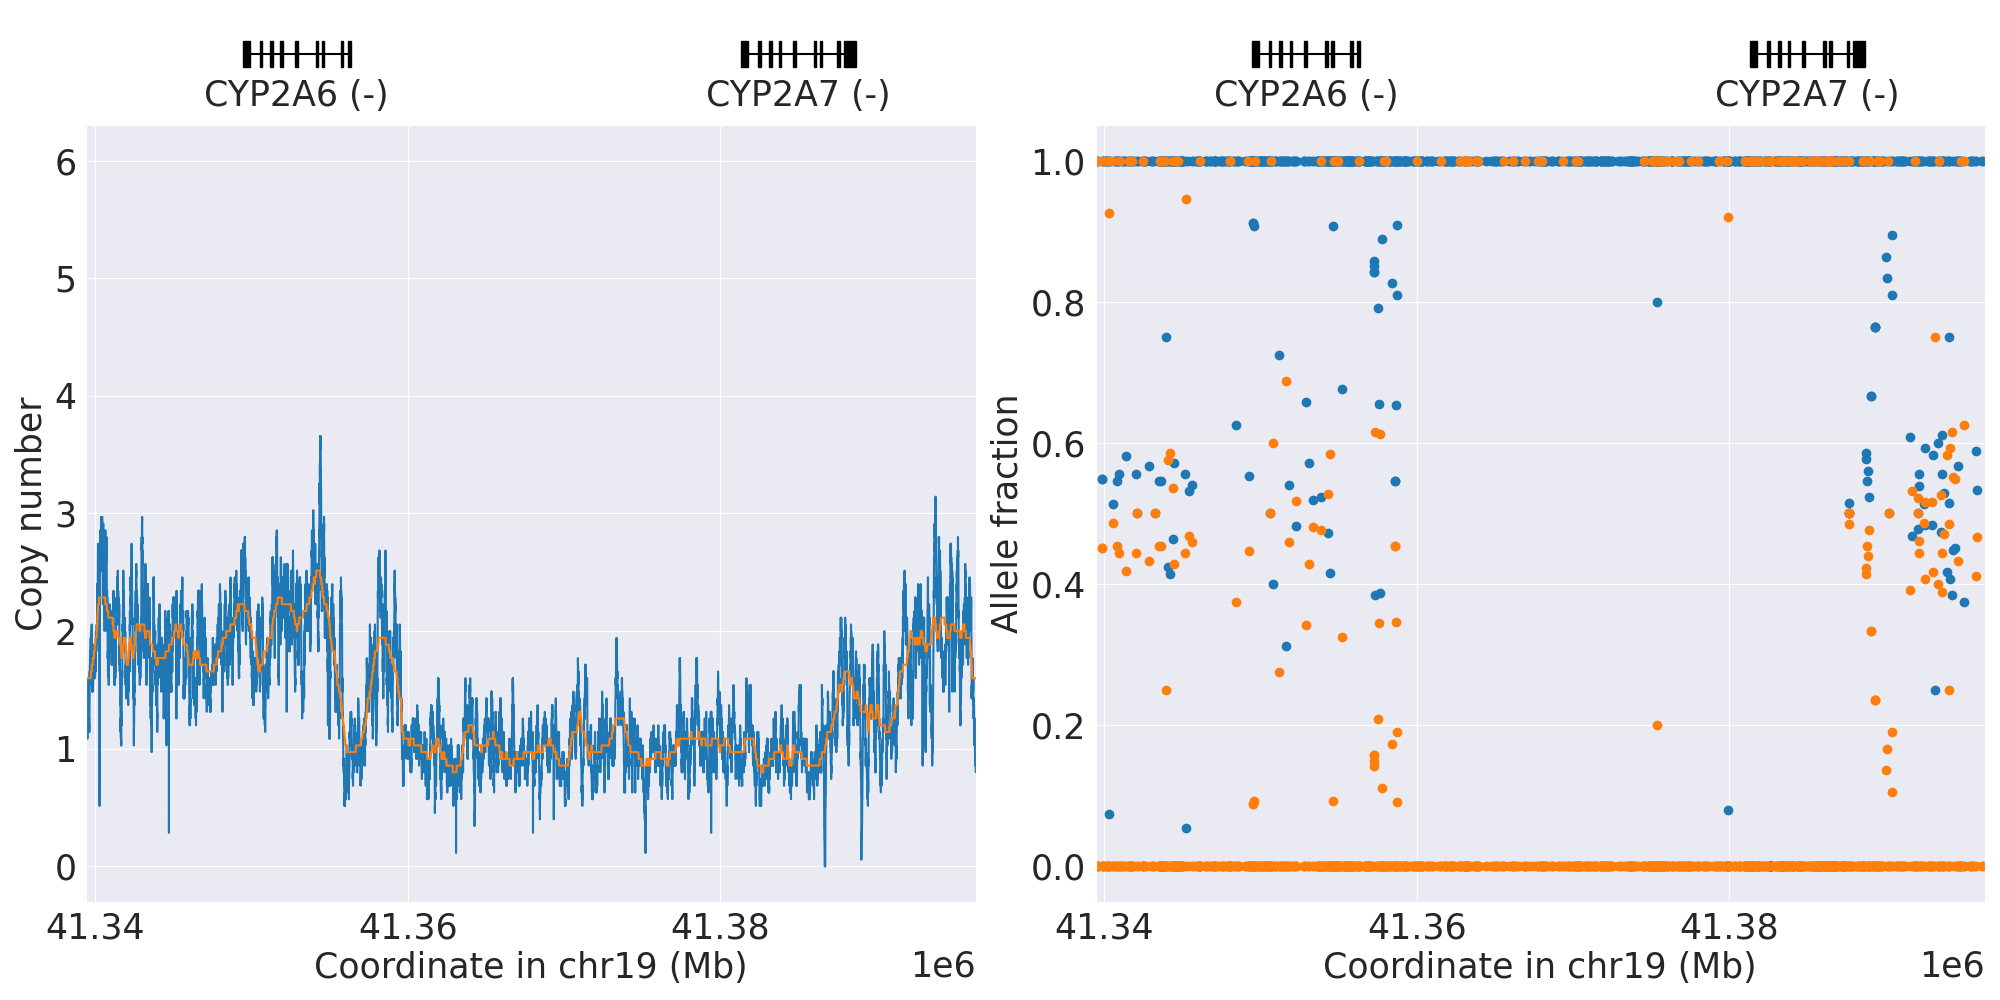 CYP2A6 (-) CYP2A7 (-)
6
5
4
3
2
1
0
Copy number
41.34 41.36 41.38
Coordinate in chr19 (Mb) 1e6
CYP2A6 (-) CYP2A7 (-)
1.0
0.8
0.6
0.4
0.2
0.0
Allele fraction
41.34 41.36 41.38
Coordinate in chr19 (Mb) 1e6